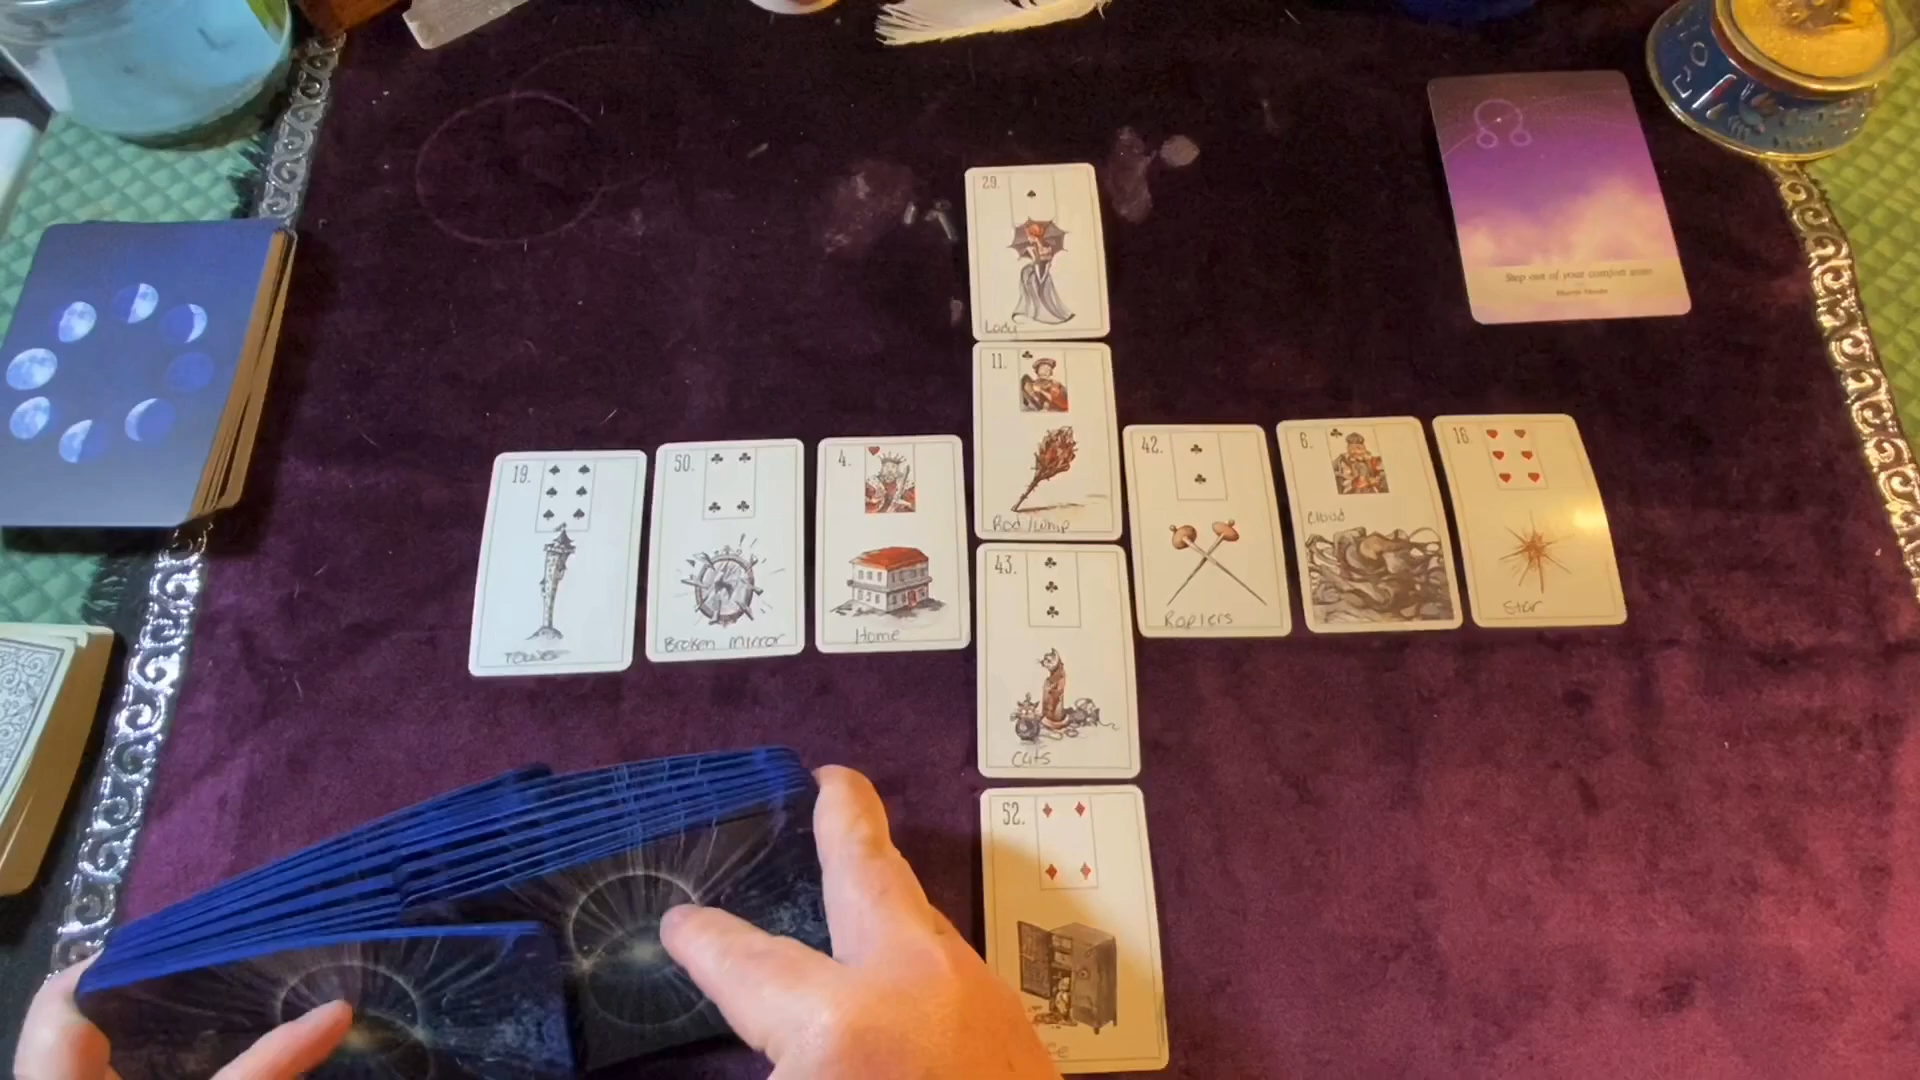 29.
Lady
Step out of your comfort zone
11.
Rod/whip
19.
Tower
50.
Broken Mirror
4.
Home
42.
Rapiers
6.
Cloud
16.
Star
43.
Cats
52.